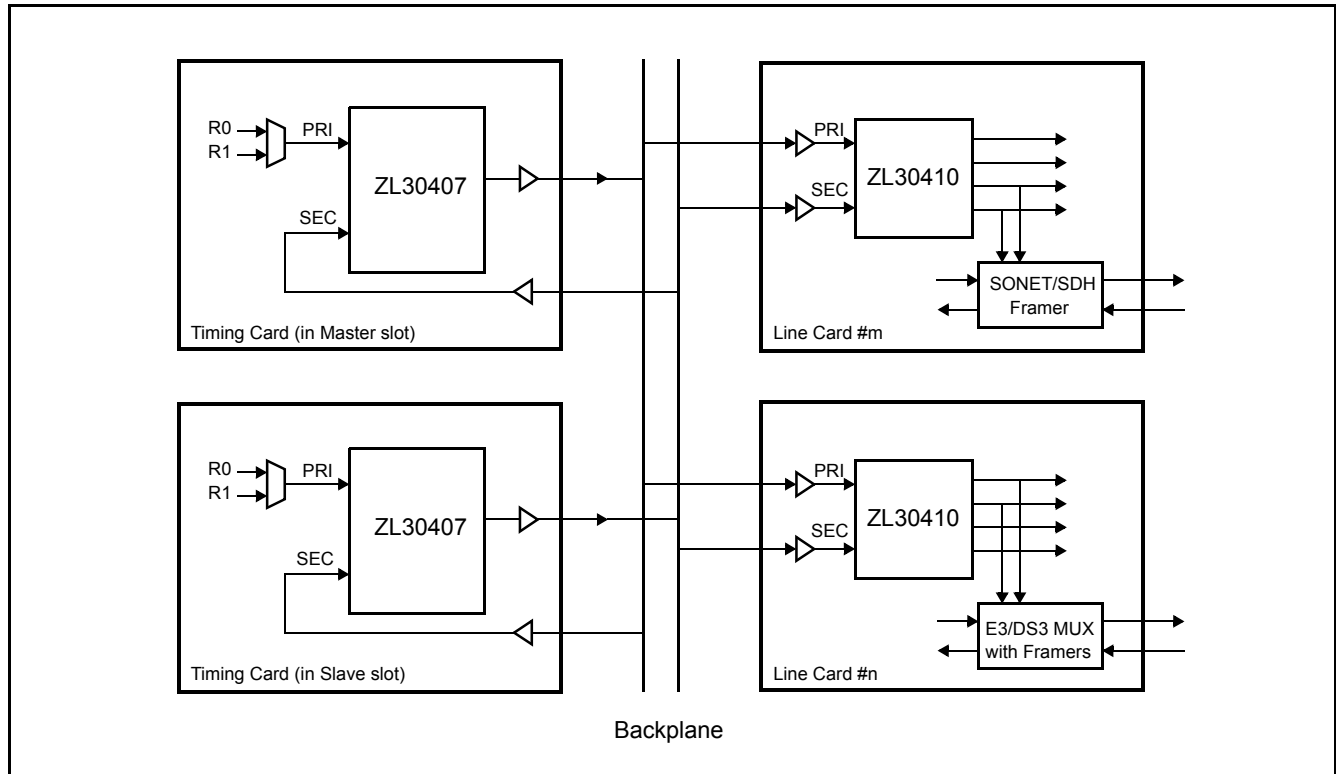 R0
R1
PRI
ZL30407
SEC
Timing Card (in Master slot)
PRI
SEC
ZL30410
SONET/SDH
Framer
Line Card #m
R0
R1
PRI
ZL30407
SEC
Timing Card (in Slave slot)
PRI
SEC
ZL30410
E3/DS3 MUX
with Framers
Line Card #n
Backplane